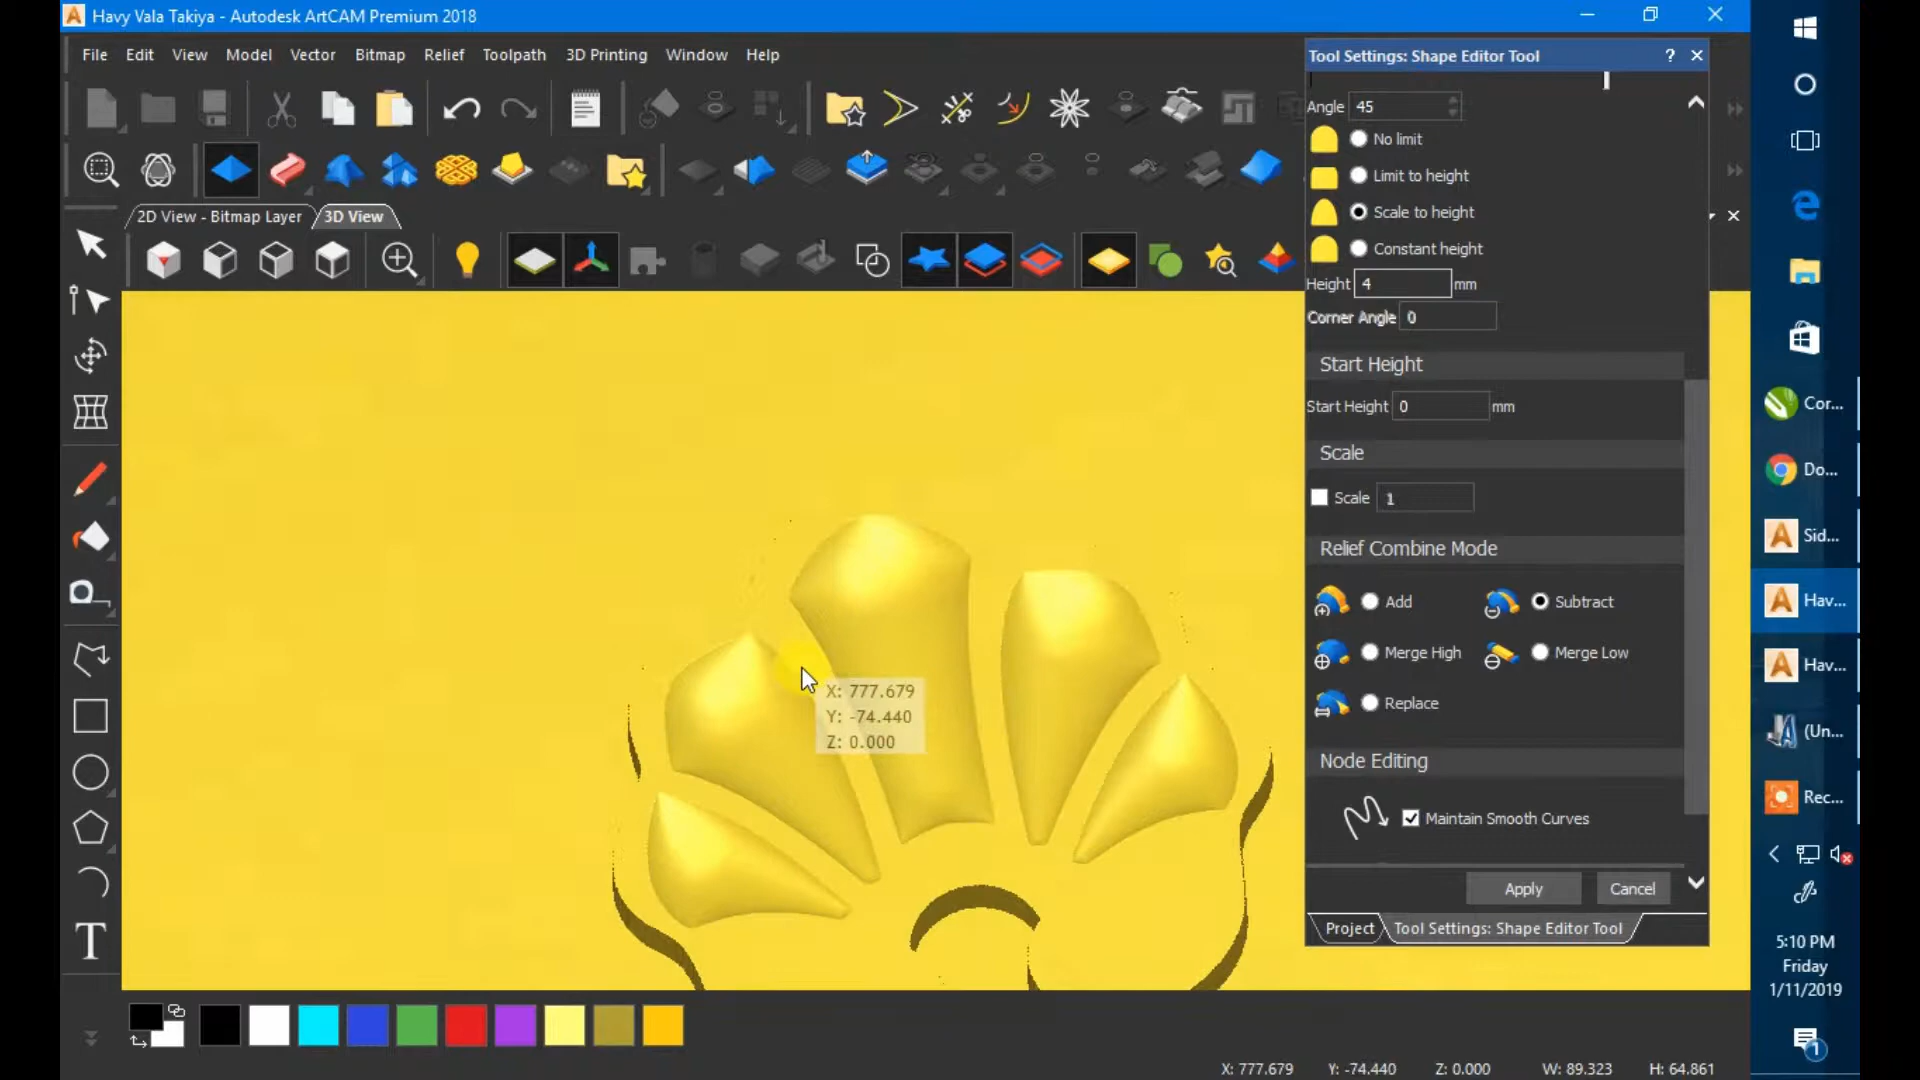 Havy Vala Takiya - Autodesk ArtCAM Premium 2018
File Edit View Model Vector Bitmap Relief Toolpath 3D Printing Window Help
2D View - Bitmap Layer 3D View
X: 777.679
Y: -74.440
Z: 0.000
Tool Settings: Shape Editor Tool ?
Angle 45
No limit
Limit to height
Scale to height
Constant height
Height 4 mm
Corner Angle 0
Start Height
Start Height 0 mm
Scale
Scale 1
Relief Combine Mode
Add Subtract
Merge High Merge Low
Replace
Node Editing
Maintain Smooth Curves
Apply Cancel
Project Tool Settings: Shape Editor Tool
X: 777.679 Y: -74.440 Z: 0.000 W: 89.323 H: 64.861
Cor...
Do...
Sid...
Hav...
Hav...
(Un...
Rec...
5:10 PM
Friday
1/11/2019
1